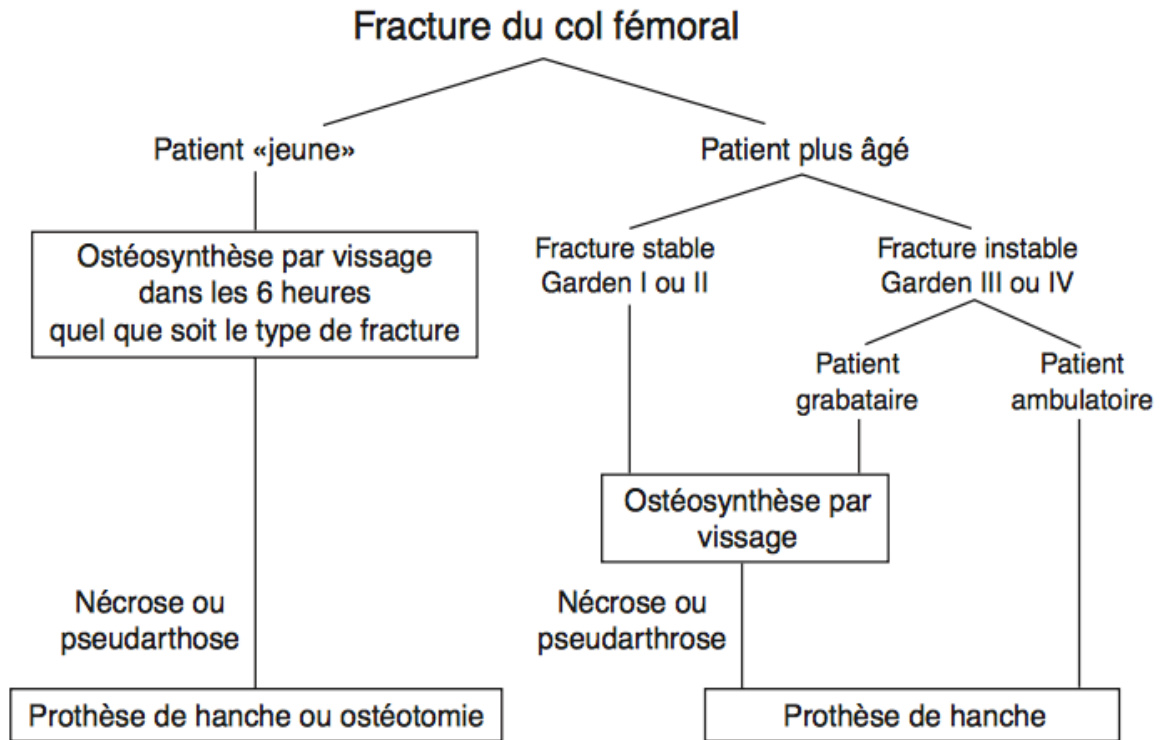 Fracture du col fémoral
Patient «jeune»
Patient plus âgé
Ostéosynthèse par vissage
dans les 6 heures
quel que soit le type de fracture
Fracture stable
Garden I ou II
Fracture instable
Garden III ou IV
Patient
grabataire
Patient
ambulatoire
Ostéosynthèse par
vissage
Nécrose ou
pseudarthose
Nécrose ou
pseudarthrose
Prothèse de hanche ou ostéotomie
Prothèse de hanche